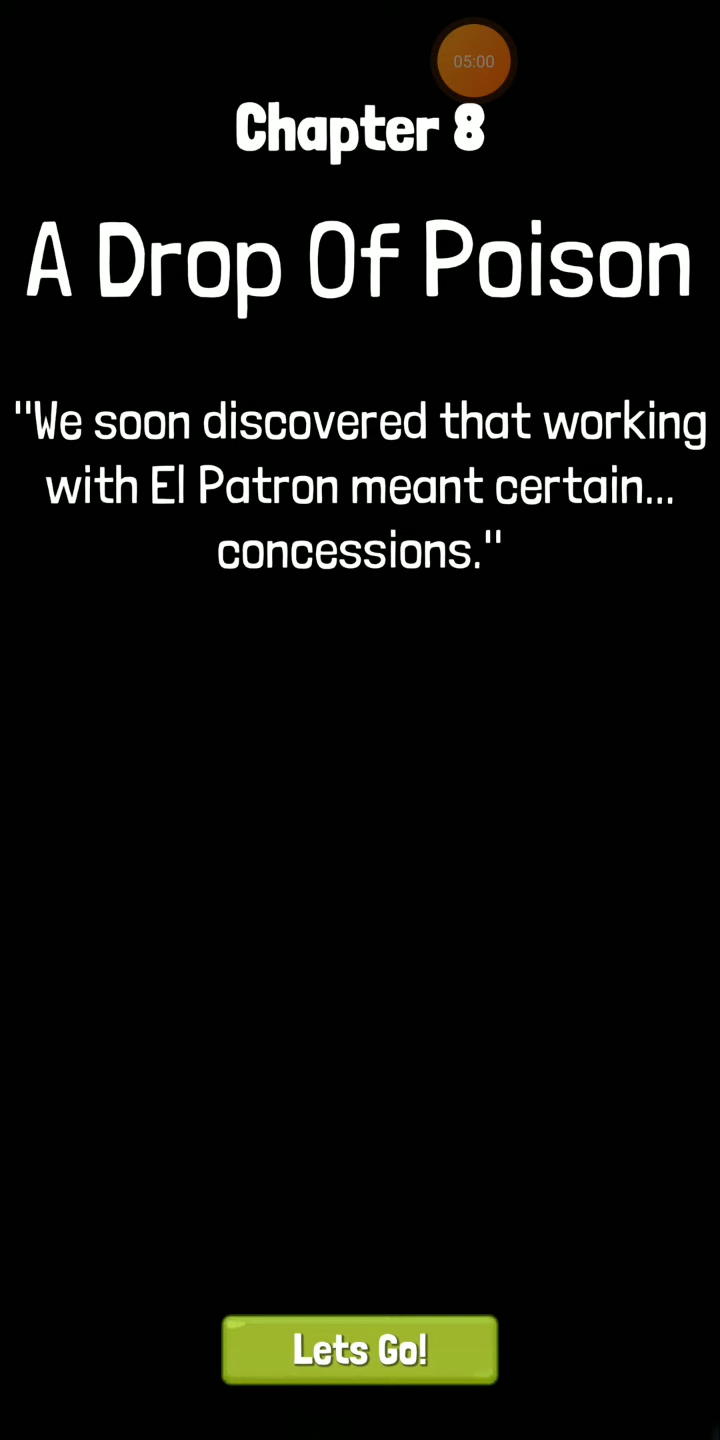 05:00
Chapter 8
A Drop Of Poison
"We soon discovered that working
with El Patron meant certain...
concessions."
Lets Go!